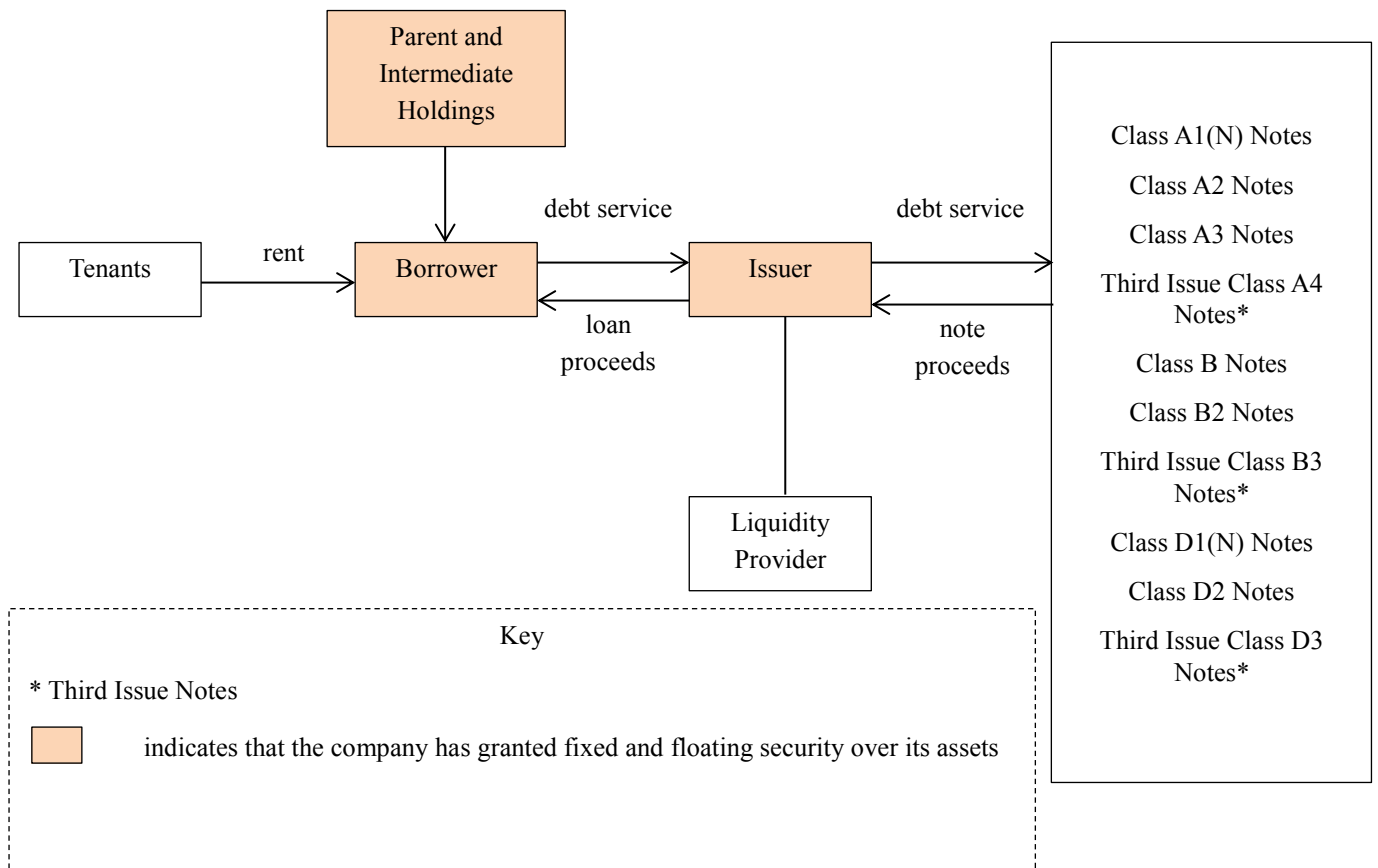 Parent and
Intermediate
Holdings
debt service
debt service
Tenants
rent
Borrower
Issuer
loan
proceeds
note
proceeds
Liquidity
Provider
Class A1(N) Notes
Class A2 Notes
Class A3 Notes
Third Issue Class A4
Notes*
Class B Notes
Class B2 Notes
Third Issue Class B3
Notes*
Class D1(N) Notes
Class D2 Notes
Third Issue Class D3
Notes*
Key
* Third Issue Notes
indicates that the company has granted fixed and floating security over its assets